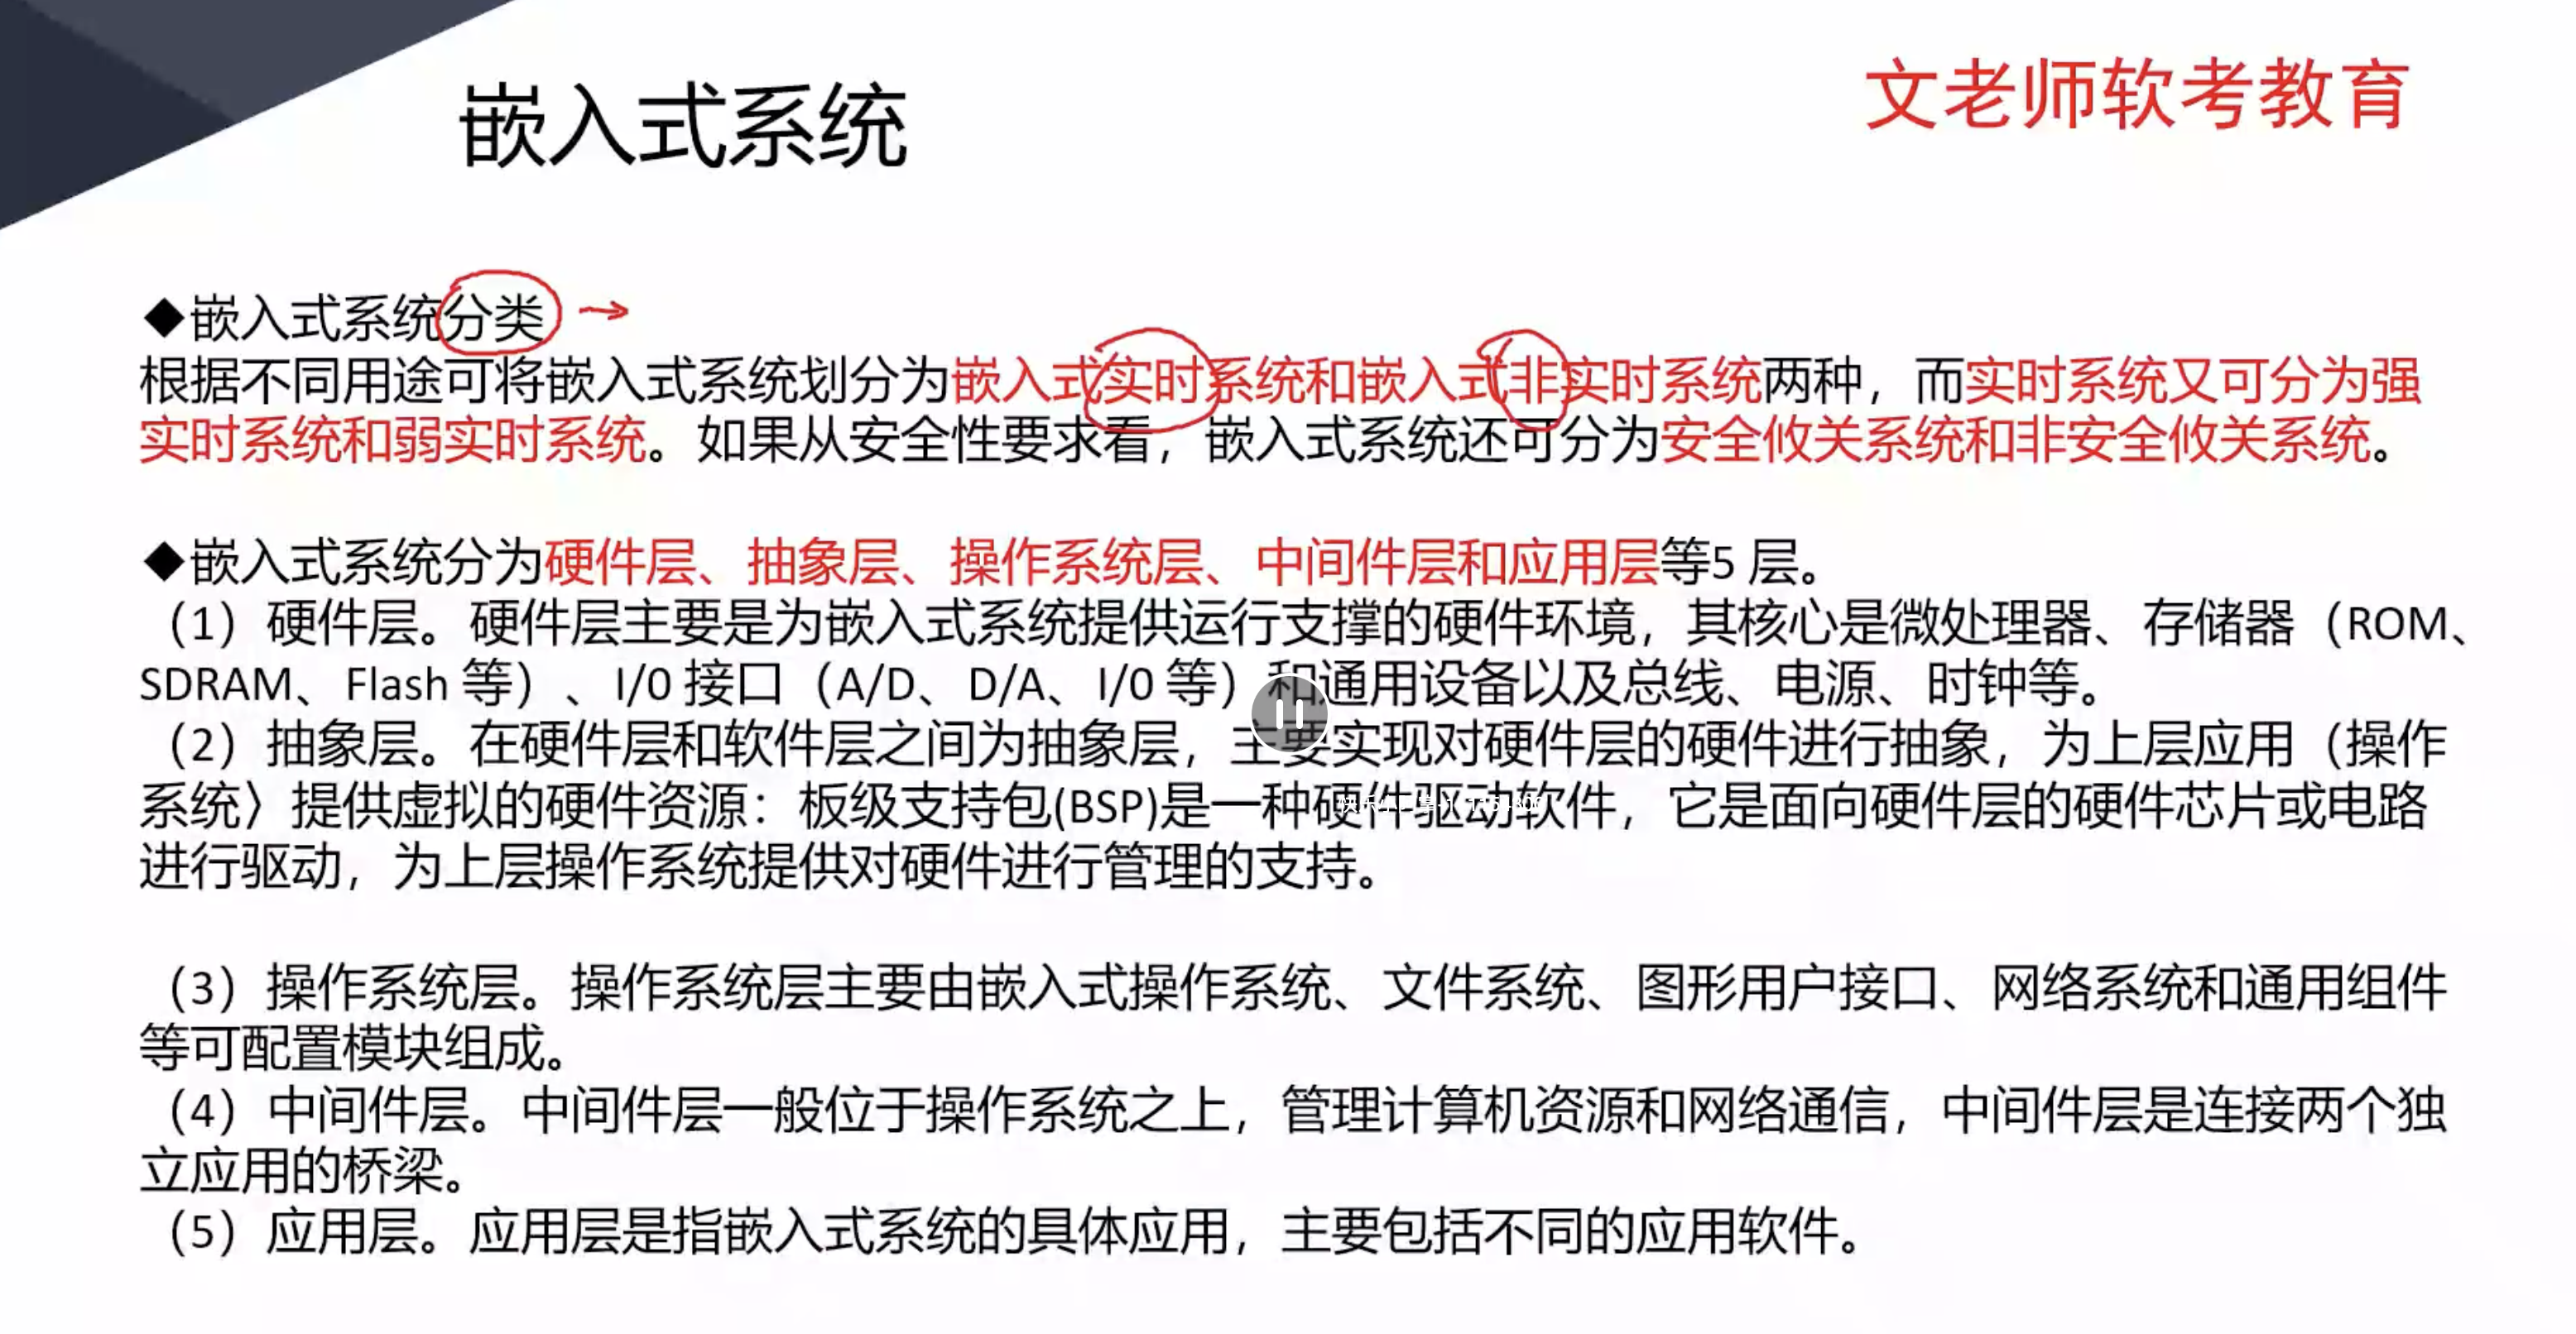 嵌入式系统
文老师软考教育
◆嵌入式系统分类
根据不同用途可将嵌入式系统划分为嵌入式实时系统和嵌入式非实时系统两种，而实时系统又可分为强
实时系统和弱实时系统。如果从安全性要求看，嵌入式系统还可分为安全攸关系统和非安全攸关系统。
◆嵌入式系统分为硬件层、抽象层、操作系统层、中间件层和应用层等5 层。
（1）硬件层。硬件层主要是为嵌入式系统提供运行支撑的硬件环境，其核心是微处理器、存储器（ROM、
SDRAM、Flash 等）、I/0 接口（A/D、D/A、I/0 等）和通用设备以及总线、电源、时钟等。
（2）抽象层。在硬件层和软件层之间为抽象层，主要实现对硬件层的硬件进行抽象，为上层应用（操作
系统〉提供虚拟的硬件资源：板级支持包(BSP)是一种硬件驱动软件，它是面向硬件层的硬件芯片或电路
进行驱动，为上层操作系统提供对硬件进行管理的支持。
（3）操作系统层。操作系统层主要由嵌入式操作系统、文件系统、图形用户接口、网络系统和通用组件
等可配置模块组成。
（4）中间件层。中间件层一般位于操作系统之上，管理计算机资源和网络通信，中间件层是连接两个独
立应用的桥梁。
（5）应用层。应用层是指嵌入式系统的具体应用，主要包括不同的应用软件。